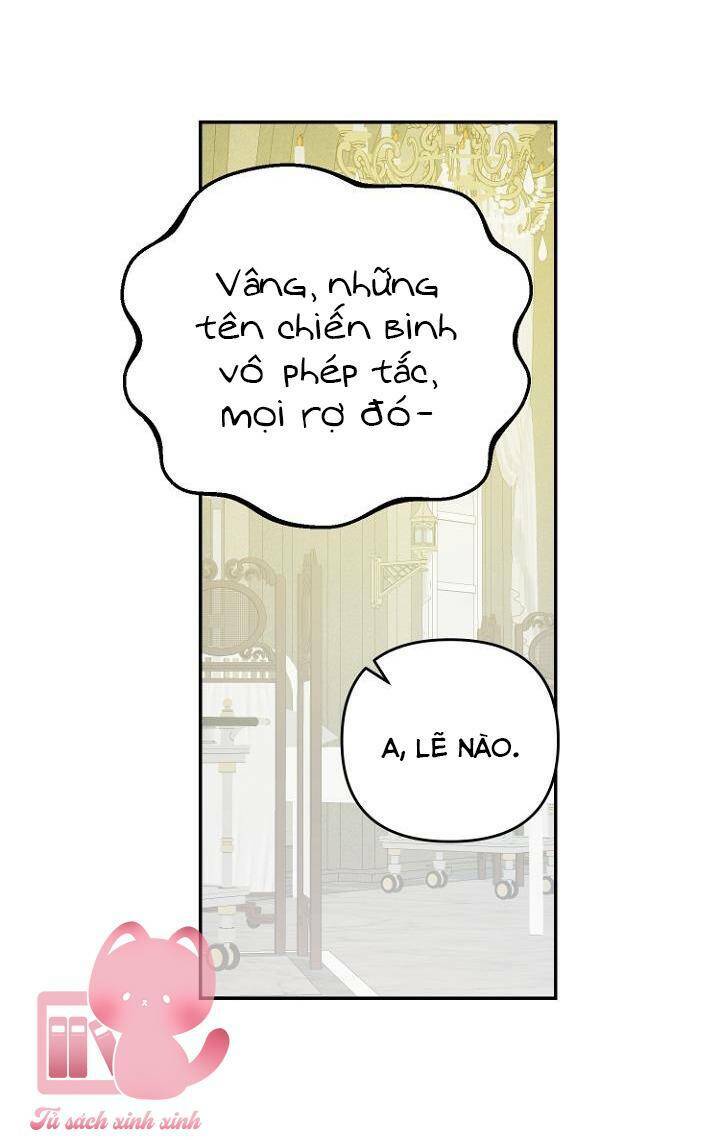 Vâng, những
tên chiến binh
vô phép tắc,
mọi rợ đó-
A, LẼ NÀO.
Tủ sách xinh xinh